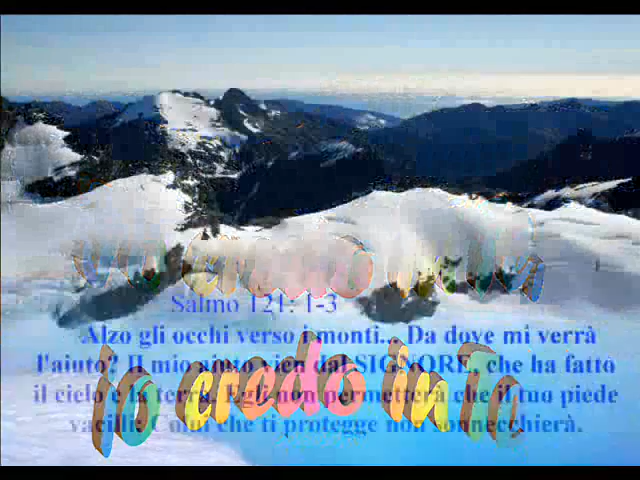 Salmo 121: 1-3
Alzo gli occhi verso i monti... Da dove mi verrà
l'aiuto? Il mio aiuto vien dal SIGNORE, che ha fatto
il cielo e la terra. Egli non permetterà che il tuo piede
vacilli; Colui che ti protegge non sonnecchierà.
io credo in Te